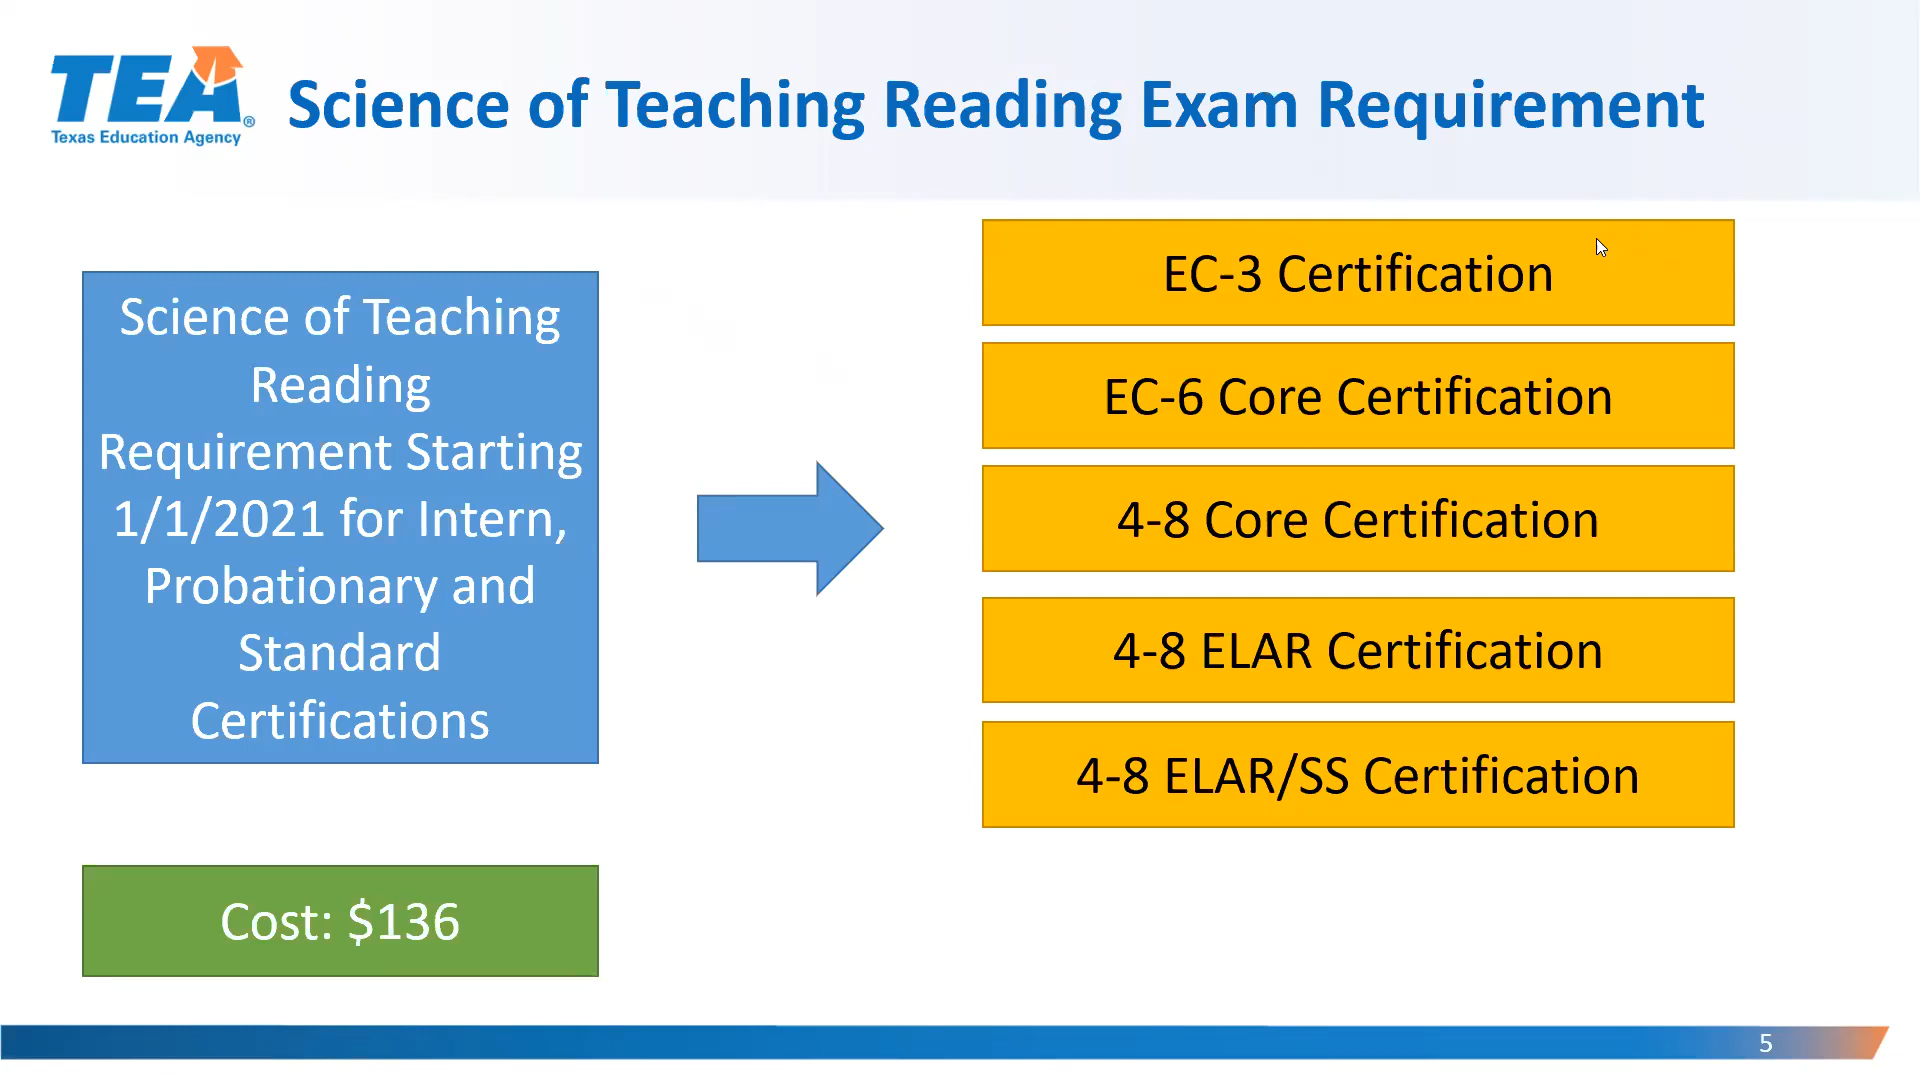 TEA®
Texas Education Agency
Science of Teaching Reading Exam Requirement
Science of Teaching
Reading
Requirement Starting
1/1/2021 for Intern,
Probationary and
Standard
Certifications
Cost: $136
EC-3 Certification
EC-6 Core Certification
4-8 Core Certification
4-8 ELAR Certification
4-8 ELAR/SS Certification
5